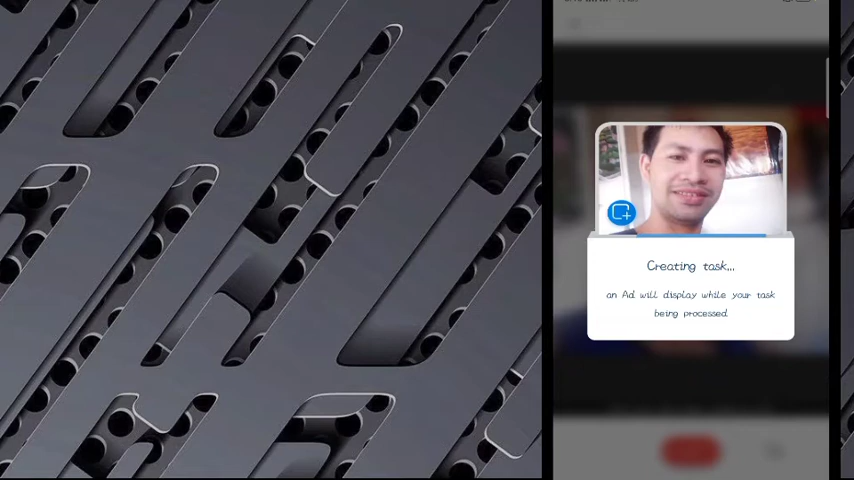 Creating task...
an Ad will display while your task
being processed.